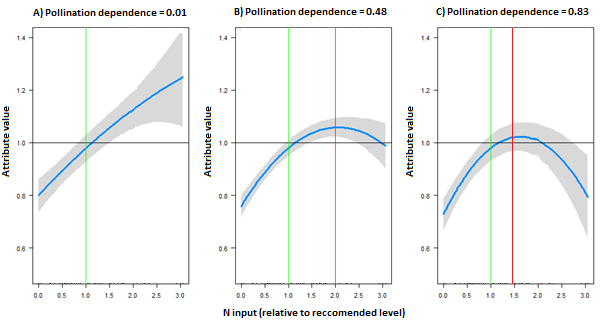 A) Pollination dependence = 0.01
B) Pollination dependence = 0.48
C) Pollination dependence = 0.83
Attribute value
1.4
1.2
1.0
0.8
0.6
0.0 0.5 1.0 1.5 2.0 2.5 3.0
Attribute value
1.4
1.2
1.0
0.8
0.6
0.0 0.5 1.0 1.5 2.0 2.5 3.0
Attribute value
1.4
1.2
1.0
0.8
0.6
0.0 0.5 1.0 1.5 2.0 2.5 3.0
N input (relative to reccomended level)